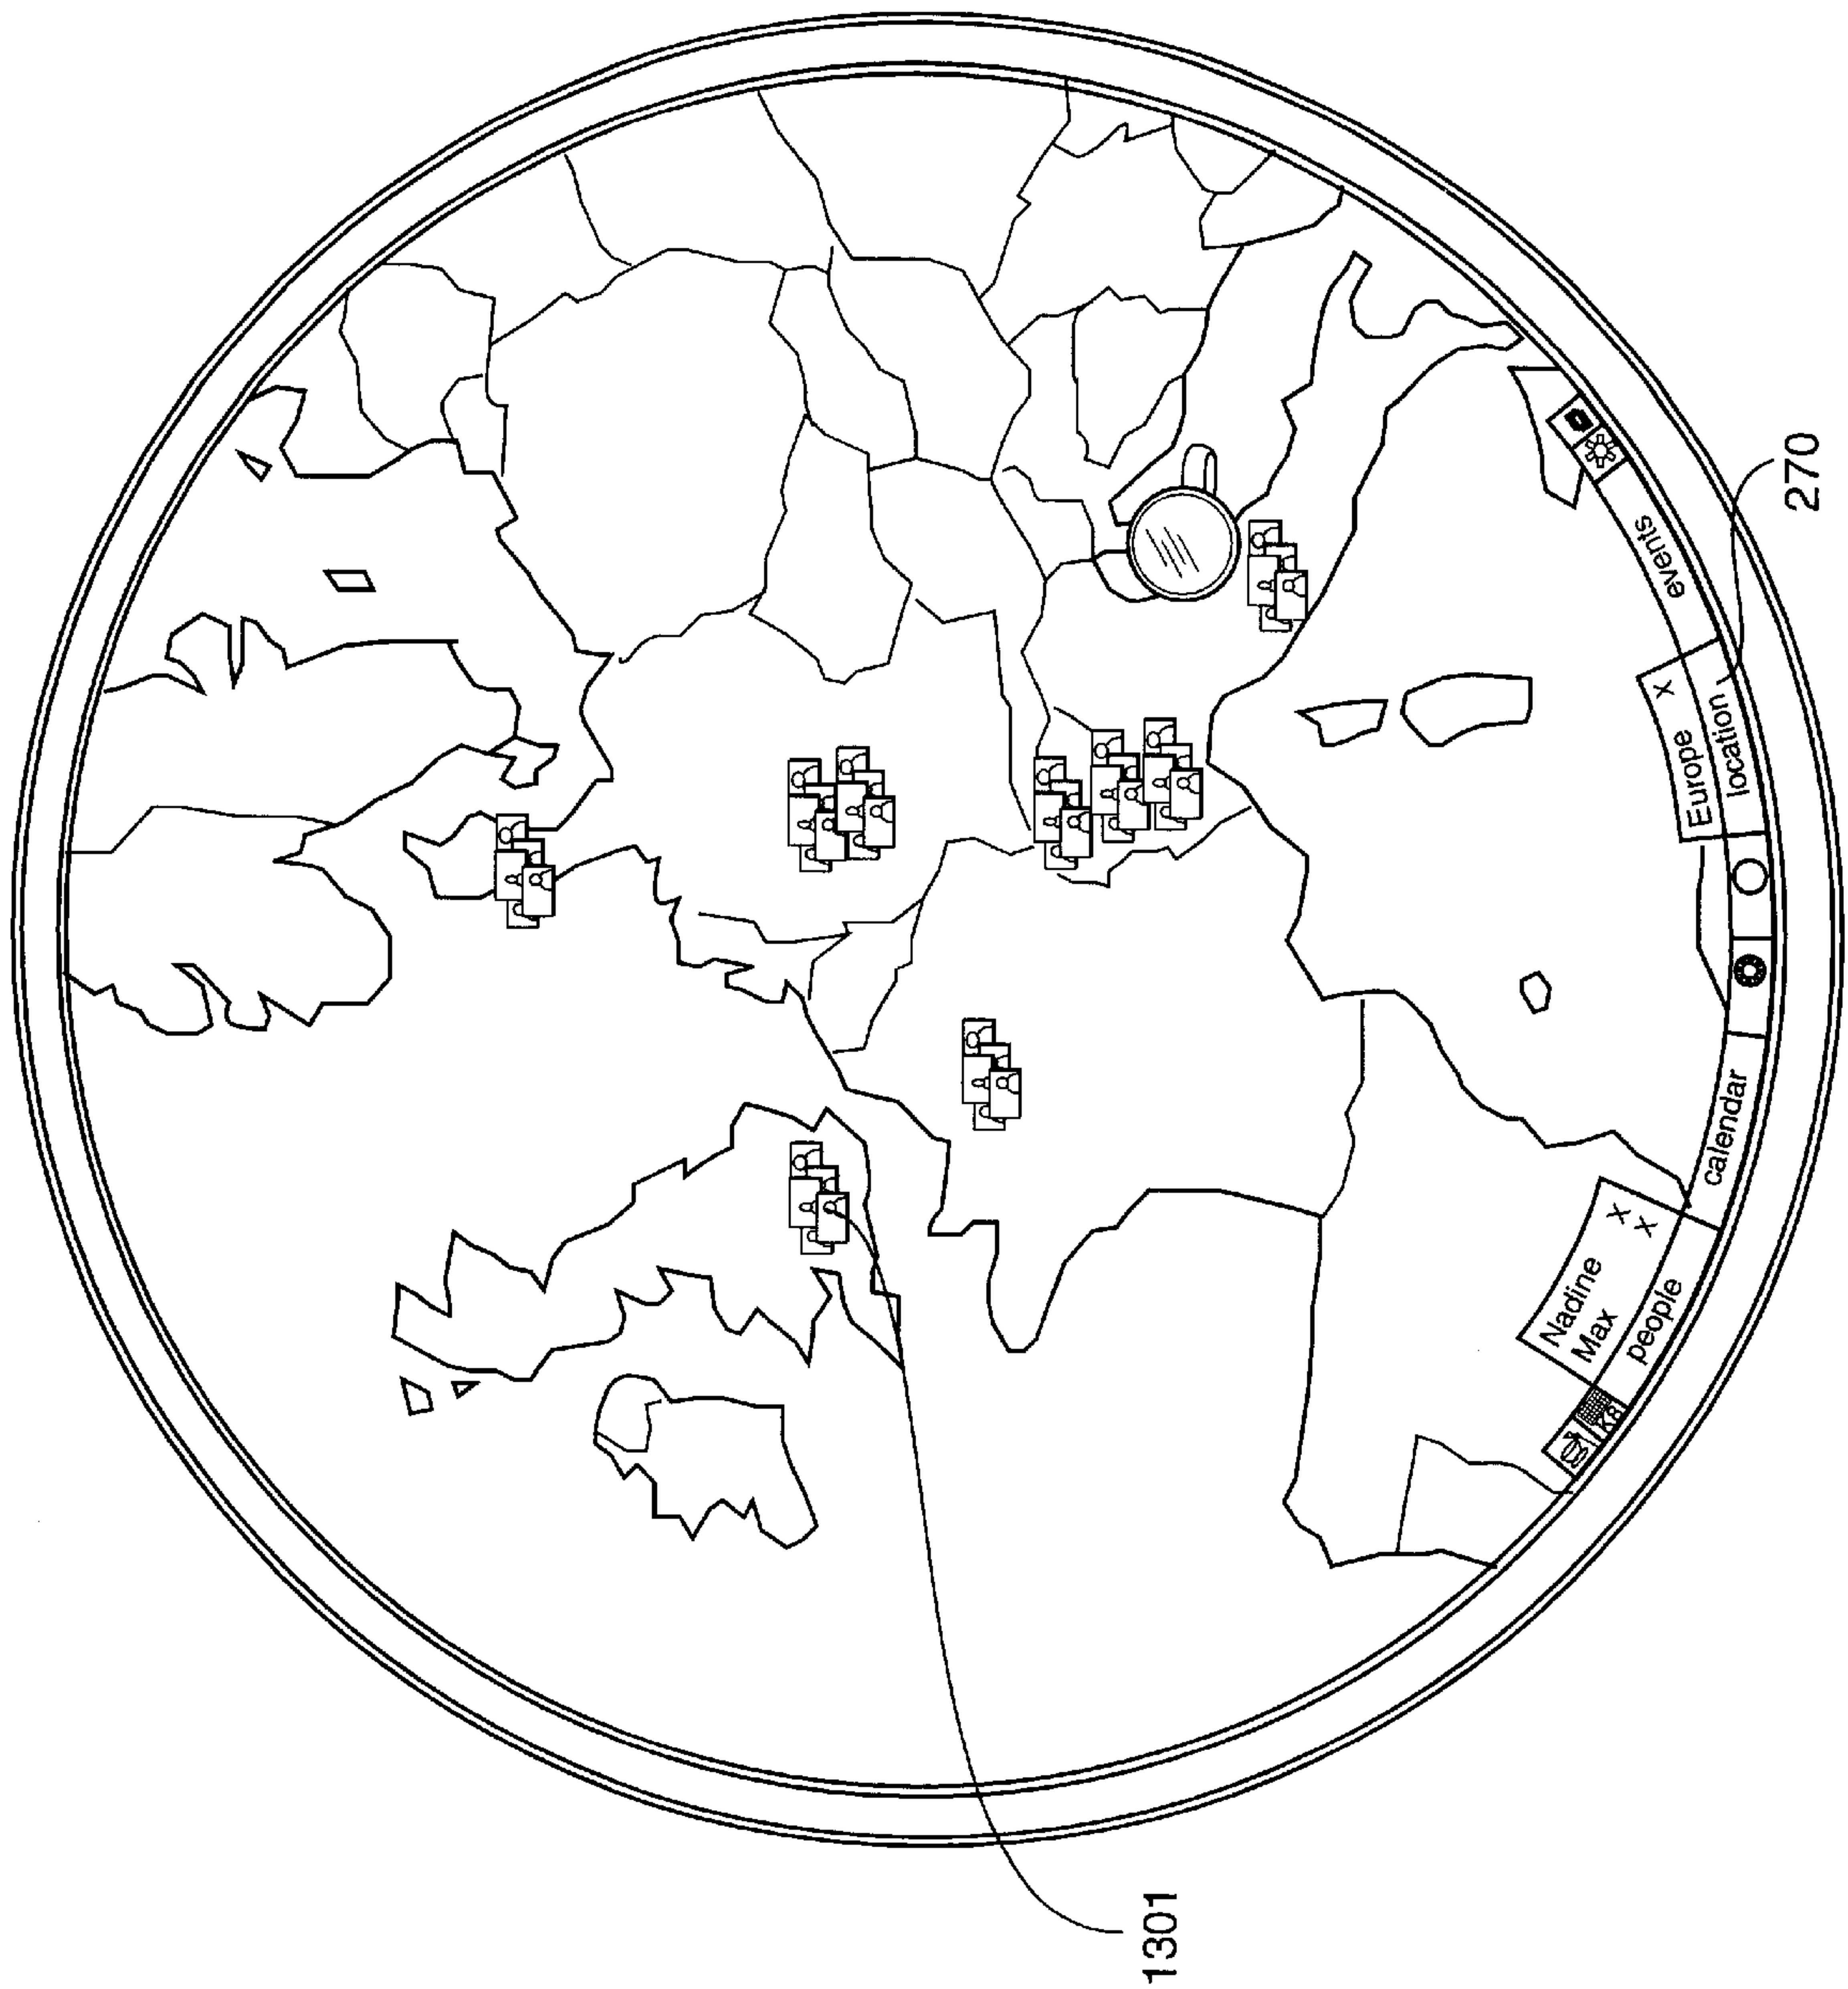 events
270
Europe X
location
calendar
Nadine X
Max X
people
1301